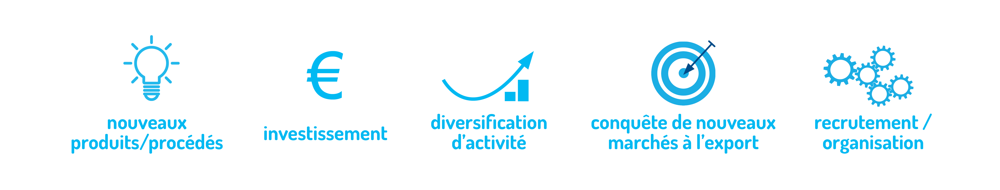 €
nouveaux
produits/procédés
investissement
diversification
d’activité
conquête de nouveaux
marchés à l’export
recrutement /
organisation